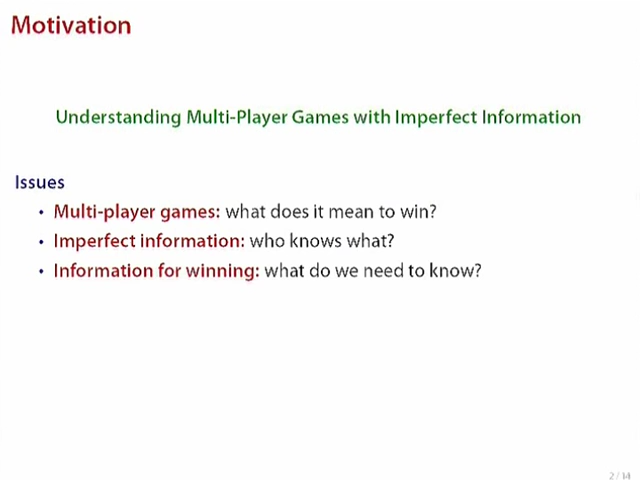 Motivation
Understanding Multi-Player Games with Imperfect Information
Issues
• Multi-player games: what does it mean to win?
• Imperfect information: who knows what?
• Information for winning: what do we need to know?
2 / 14